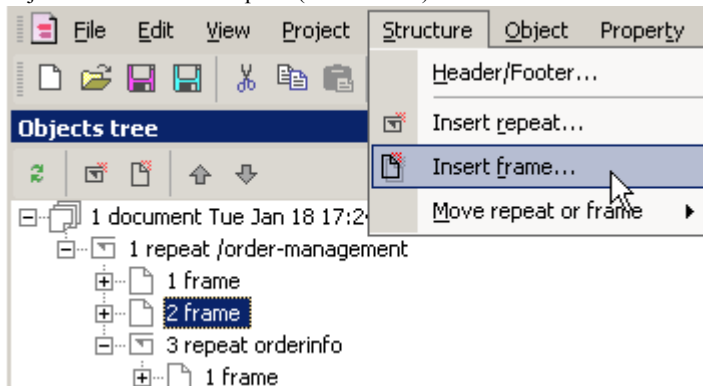 File Edit View Project Structure Object Property
Header/Footer...
Objects tree
Insert repeat...
Insert frame...
Move repeat or frame
1 document Tue Jan 18 17:2
1 repeat /order-management
1 frame
2 frame
3 repeat orderinfo
1 frame